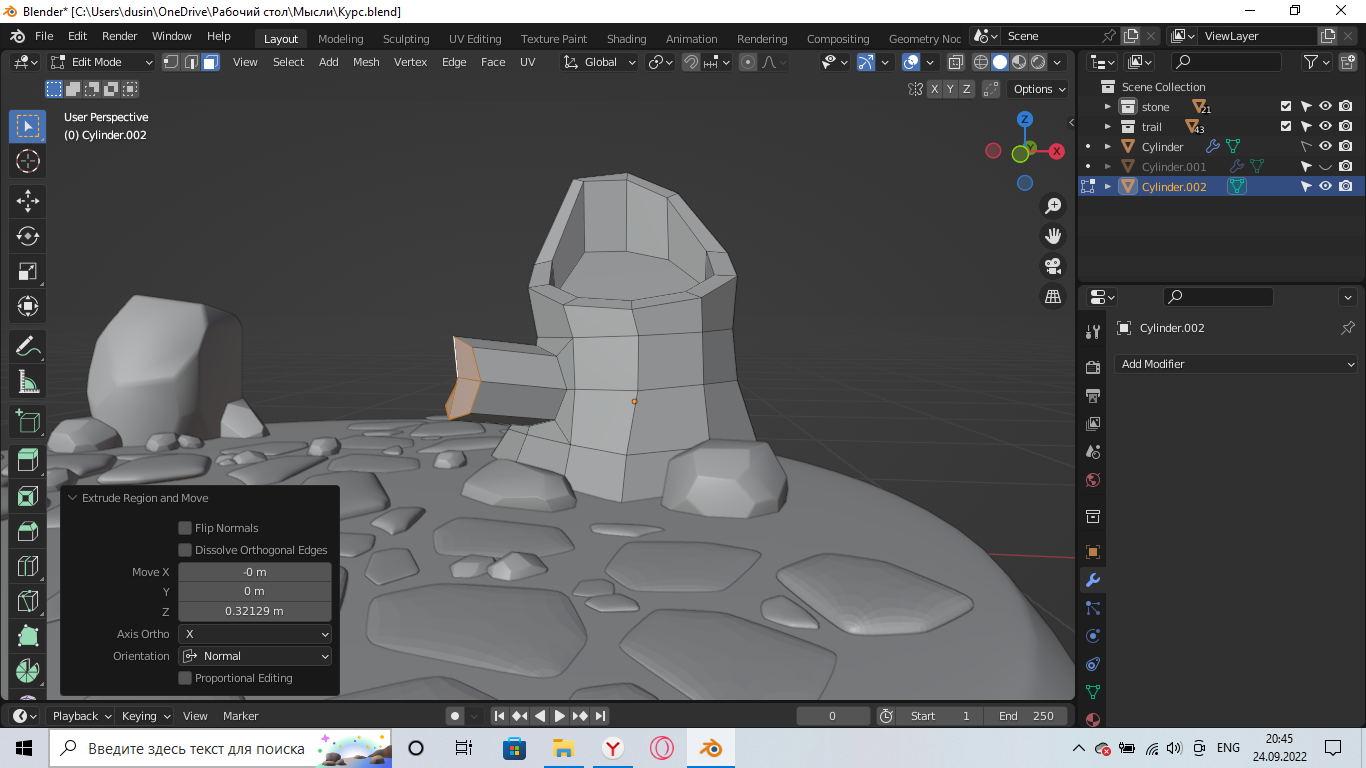 Blender* [C:\Users\dusin\OneDrive\Рабочий стол\Мысли\Курс.blend]
File Edit Render Window Help Layout Modeling Sculpting UV Editing Texture Paint Shading Animation Rendering Compositing Geometry Noc Scene ViewLayer
Edit Mode View Select Add Mesh Vertex Edge Face UV Global
X Y Z Options
User Perspective
(0) Cylinder.002
Z
Y
X
Scene Collection
stone 21
trail 43
Cylinder
Cylinder.001
Cylinder.002
Cylinder.002
Add Modifier
Extrude Region and Move
Flip Normals
Dissolve Orthogonal Edges
Move X -0 m
Y 0 m
Z 0.32129 m
Axis Ortho X
Orientation Normal
Proportional Editing
Playback Keying View Marker 0 Start 1 End 250
Введите здесь текст для поиска
ENG
20:45
24.09.2022